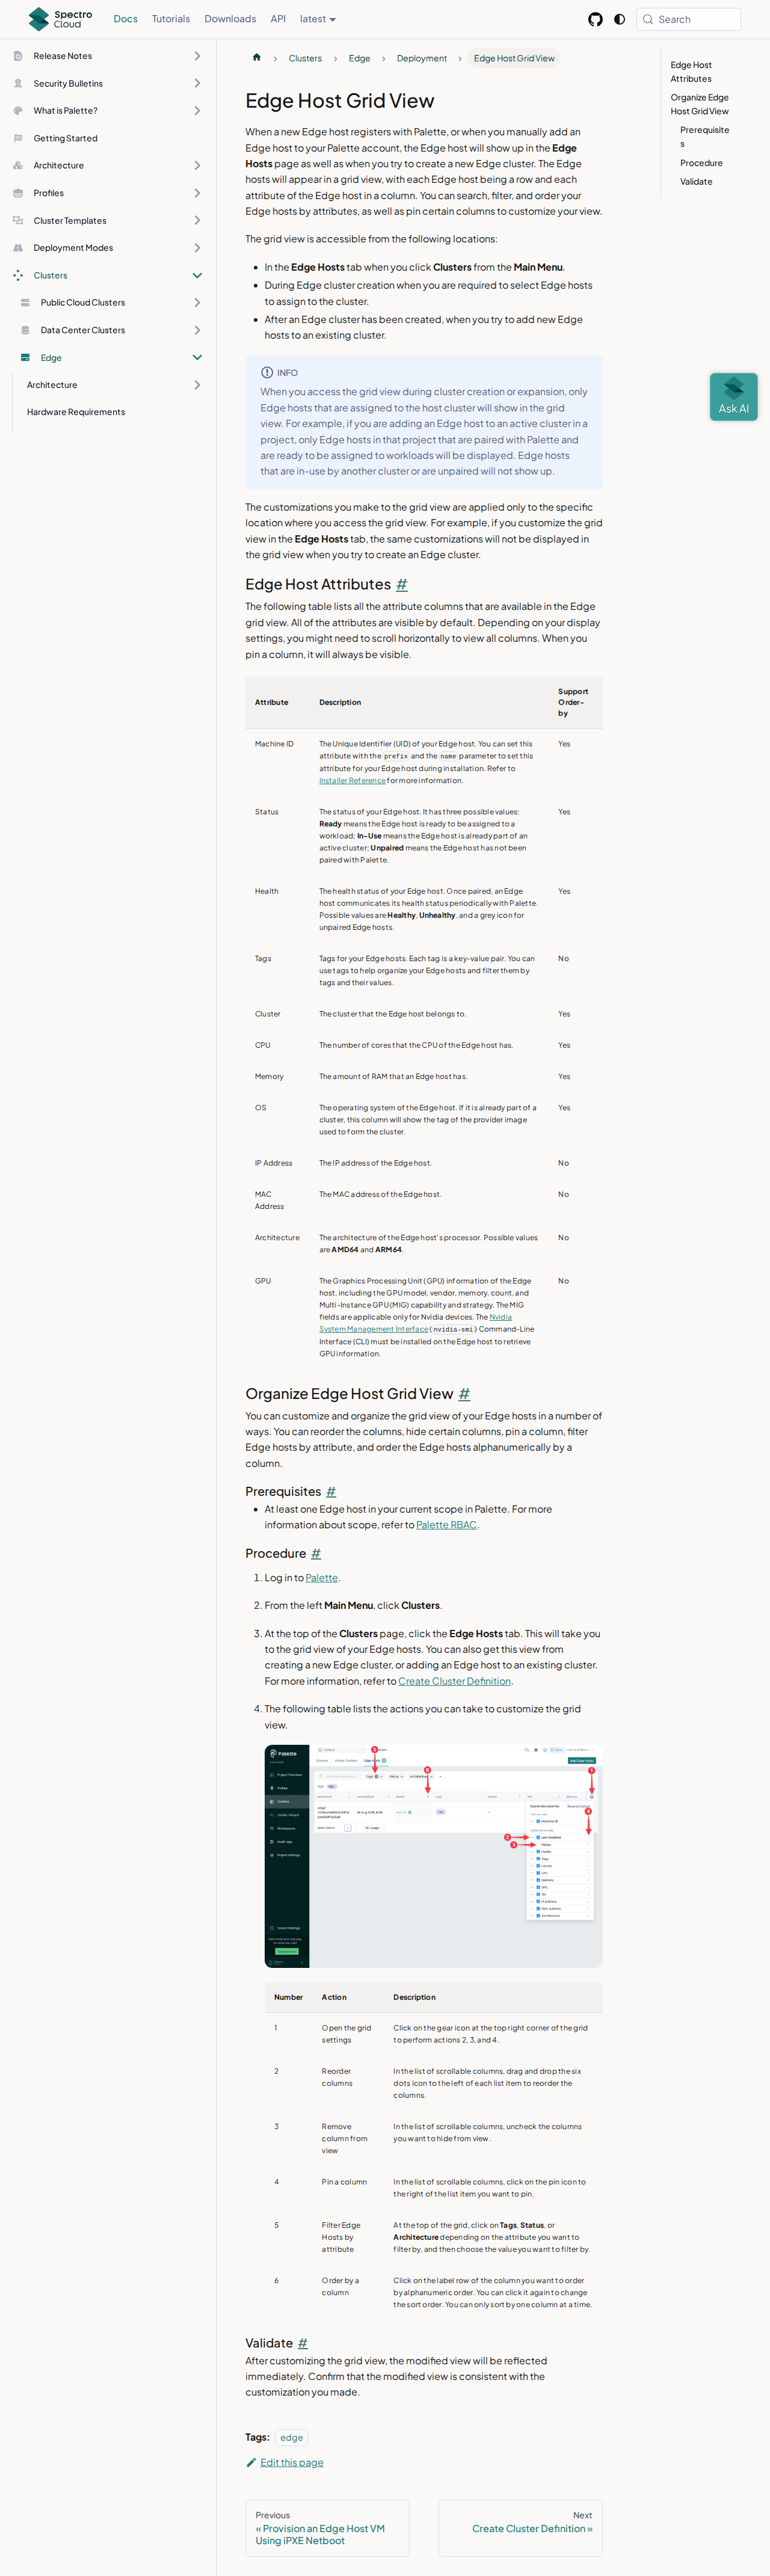 Spectro Cloud
Docs
Tutorials
Downloads
API
latest
Search
Release Notes
Security Bulletins
What is Palette?
Getting Started
Architecture
Profiles
Cluster Templates
Deployment Modes
Clusters
Public Cloud Clusters
Data Center Clusters
Edge
Architecture
Hardware Requirements
Clusters
Edge
Deployment
Edge Host Grid View
Edge Host Grid View
When a new Edge host registers with Palette, or when you manually add an
Edge host to your Palette account, the Edge host will show up in the Edge
Hosts page as well as when you try to create a new Edge cluster. The Edge
hosts will appear in a grid view, with each Edge host being a row and each
attribute of the Edge host in a column. You can search, filter, and order your
Edge hosts by attributes, as well as pin certain columns to customize your view.
The grid view is accessible from the following locations:
In the Edge Hosts tab when you click Clusters from the Main Menu.
During Edge cluster creation when you are required to select Edge hosts
to assign to the cluster.
After an Edge cluster has been created, when you try to add new Edge
hosts to an existing cluster.
INFO
When you access the grid view during cluster creation or expansion, only
Edge hosts that are assigned to the host cluster will show in the grid
view. For example, if you are adding an Edge host to an active cluster in a
project, only Edge hosts in that project that are paired with Palette and
are ready to be assigned to workloads will be displayed. Edge hosts
that are in-use by another cluster or are unpaired will not show up.
The customizations you make to the grid view are applied only to the specific
location where you access the grid view. For example, if you customize the grid
view in the Edge Hosts tab, the same customizations will not be displayed in
the grid view when you try to create an Edge cluster.
Edge Host Attributes #
The following table lists all the attribute columns that are available in the Edge
grid view. All of the attributes are visible by default. Depending on your display
settings, you might need to scroll horizontally to view all columns. When you
pin a column, it will always be visible.
Attribute
Description
Support
Order-
by
Machine ID
The Unique Identifier (UID) of your Edge host. You can set this
attribute with the prefix and the name parameter to set this
attribute for your Edge host during installation. Refer to
Installer Reference for more information.
Yes
Status
The status of your Edge host. It has three possible values:
Ready means the Edge host is ready to be assigned to a
workload; In-Use means the Edge host is already part of an
active cluster; Unpaired means the Edge host has not been
paired with Palette.
Yes
Health
The health status of your Edge host. Once paired, an Edge
host communicates its health status periodically with Palette.
Possible values are Healthy, Unhealthy, and a grey icon for
unpaired Edge hosts.
Yes
Tags
Tags for your Edge hosts. Each tag is a key-value pair. You can
use tags to help organize your Edge hosts and filter them by
tags and their values.
No
Cluster
The cluster that the Edge host belongs to.
Yes
CPU
The number of cores that the CPU of the Edge host has.
Yes
Memory
The amount of RAM that an Edge host has.
Yes
OS
The operating system of the Edge host. If it is already part of a
cluster, this column will show the tag of the provider image
used to form the cluster.
Yes
IP Address
The IP address of the Edge host.
No
MAC
Address
The MAC address of the Edge host.
No
Architecture
The architecture of the Edge host's processor. Possible values
are AMD64 and ARM64.
No
GPU
The Graphics Processing Unit (GPU) information of the Edge
host, including the GPU model, vendor, memory, count, and
Multi-Instance GPU (MIG) capability and strategy. The MIG
fields are applicable only for Nvidia devices. The Nvidia
System Management Interface (nvidia-smi) Command-Line
Interface (CLI) must be installed on the Edge host to retrieve
GPU information.
No
Organize Edge Host Grid View #
You can customize and organize the grid view of your Edge hosts in a number of
ways. You can reorder the columns, hide certain columns, pin a column, filter
Edge hosts by attribute, and order the Edge hosts alphanumerically by a
column.
Prerequisites #
At least one Edge host in your current scope in Palette. For more
information about scope, refer to Palette RBAC.
Procedure #
1. Log in to Palette.
2. From the left Main Menu, click Clusters.
3. At the top of the Clusters page, click the Edge Hosts tab. This will take you
to the grid view of your Edge hosts. You can also get this view from
creating a new Edge cluster, or adding an Edge host to an existing cluster.
For more information, refer to Create Cluster Definition.
4. The following table lists the actions you can take to customize the grid
view.
Palette
Project Overview
Profiles
Clusters
Cluster Groups
Workspaces
Audit Logs
Project Settings
Tenant Settings
Number
Action
Description
1
Open the grid
settings
Click on the gear icon at the top right corner of the grid
to perform actions 2, 3, and 4.
2
Reorder
columns
In the list of scrollable columns, drag and drop the six
dots icon to the left of each list item to reorder the
columns.
3
Remove
column from
view
In the list of scrollable columns, uncheck the columns
you want to hide from view.
4
Pin a column
In the list of scrollable columns, click on the pin icon to
the right of the list item you want to pin.
5
Filter Edge
Hosts by
attribute
At the top of the grid, click on Tags, Status, or
Architecture depending on the attribute you want to
filter by, and then choose the value you want to filter by.
6
Order by a
column
Click on the label row of the column you want to order
by alphanumeric order. You can click it again to change
the sort order. You can only sort by one column at a time.
Validate #
After customizing the grid view, the modified view will be reflected
immediately. Confirm that the modified view is consistent with the
customization you made.
Tags: edge
Edit this page
Previous
« Provision an Edge Host VM
Using iPXE Netboot
Next
Create Cluster Definition »
Edge Host
Attributes
Organize Edge
Host Grid View
Prerequisite
s
Procedure
Validate
Ask AI